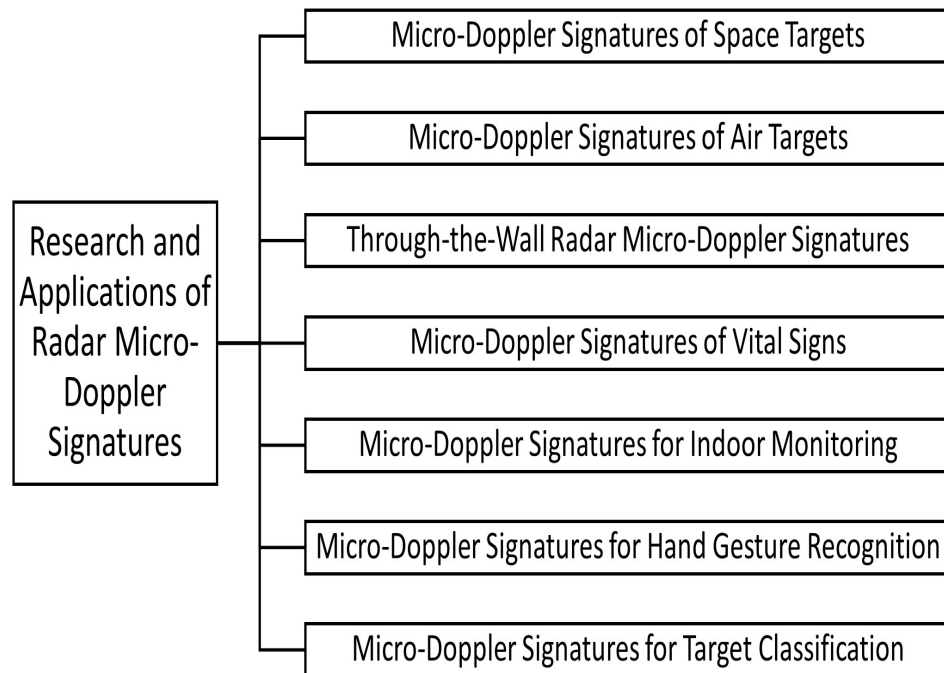 Research and
Applications of
Radar Micro-
Doppler
Signatures
Micro-Doppler Signatures of Space Targets
Micro-Doppler Signatures of Air Targets
Through-the-Wall Radar Micro-Doppler Signatures
Micro-Doppler Signatures of Vital Signs
Micro-Doppler Signatures for Indoor Monitoring
Micro-Doppler Signatures for Hand Gesture Recognition
Micro-Doppler Signatures for Target Classification